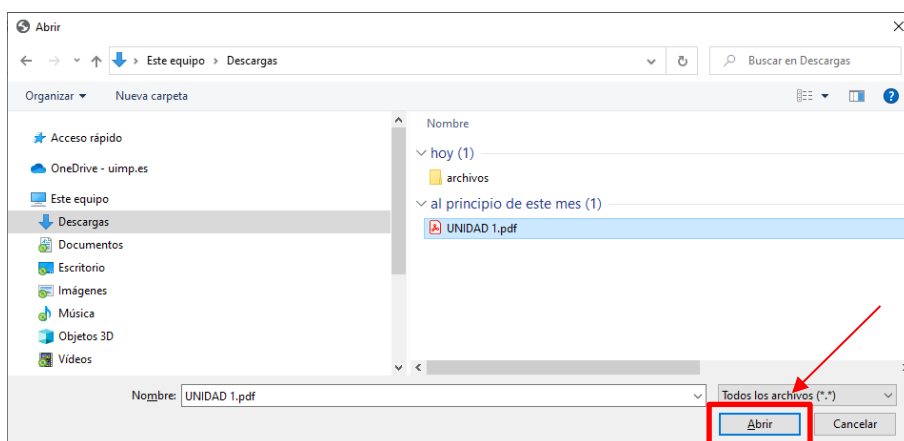 Abrir
Este equipo > Descargas
Buscar en Descargas
Organizar
Nueva carpeta
?
Acceso rápido
OneDrive - uimp.es
Este equipo
Descargas
Documentos
Escritorio
Imágenes
Música
Objetos 3D
Vídeos
Nombre
hoy (1)
archivos
al principio de este mes (1)
UNIDAD 1.pdf
Nombre: UNIDAD 1.pdf
Todos los archivos (*.*)
Abrir
Cancelar